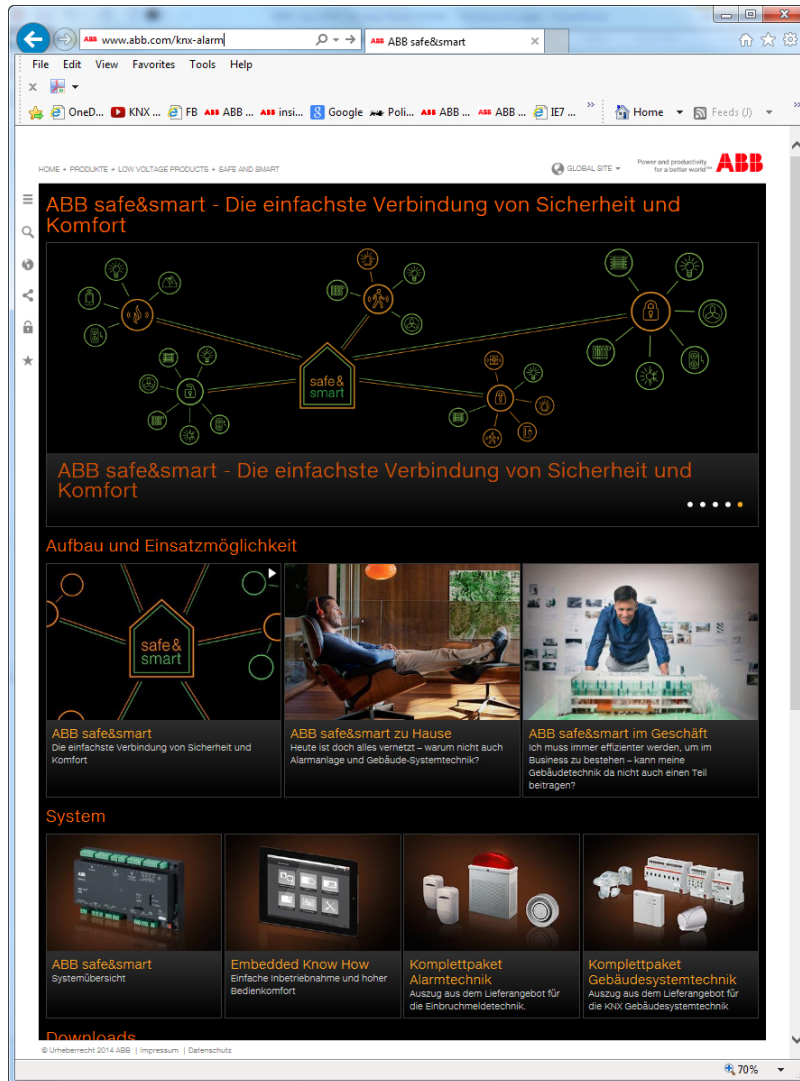 www.abb.com/knx-alarm
ABB ABB safe&smart
File Edit View Favorites Tools Help
OneD... KNX ... FB ABB ABB ... ABB insi... Google Poli... ABB ABB ... ABB ABB ... IE7 ... Home Feeds (J)
HOME + PRODUKTE + LOW VOLTAGE PRODUCTS + SAFE AND SMART
GLOBAL SITE
Power and productivity
for a better world™
ABB
ABB safe&smart - Die einfachste Verbindung von Sicherheit und
Komfort
safe&
smart
ABB safe&smart - Die einfachste Verbindung von Sicherheit und
Komfort
Aufbau und Einsatzmöglichkeit
safe&
smart
ABB safe&smart
Die einfachste Verbindung von Sicherheit und
Komfort
ABB safe&smart zu Hause
Heute ist doch alles vernetzt – warum nicht auch
Alarmanlage und Gebäude-Systemtechnik?
ABB safe&smart im Geschäft
Ich muss immer effizienter werden, um im
Business zu bestehen – kann meine
Gebäudetechnik da nicht auch einen Teil
beitragen?
System
ABB safe&smart
Systemübersicht
Embedded Know How
Einfache Inbetriebnahme und hoher
Bedienkomfort
Komplettpaket
Alarmtechnik
Auszug aus dem Lieferangebot für
die Einbruchmeldetechnik.
Komplettpaket
Gebäudesystemtechnik
Auszug aus dem Lieferangebot für
die KNX Gebäudesystemtechnik
Downloads
© Urheberrecht 2014 ABB | Impressum | Datenschutz
70%